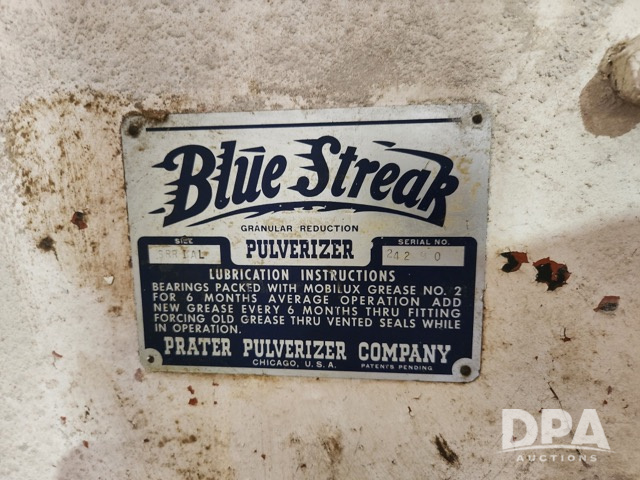 Blue Streak
GRANULAR REDUCTION
SIZE PULVERIZER SERIAL NO.
LUBRICATION INSTRUCTIONS
BEARINGS PACKED WITH MOBILUX GREASE NO. 2
FOR 6 MONTHS AVERAGE OPERATION ADD
NEW GREASE EVERY 6 MONTHS THRU FITTING
FORCING OLD GREASE THRU VENTED SEALS WHILE
IN OPERATION.
PRATER PULVERIZER COMPANY
CHICAGO, U.S.A. PATENTS PENDING
DPA
AUCTIONS